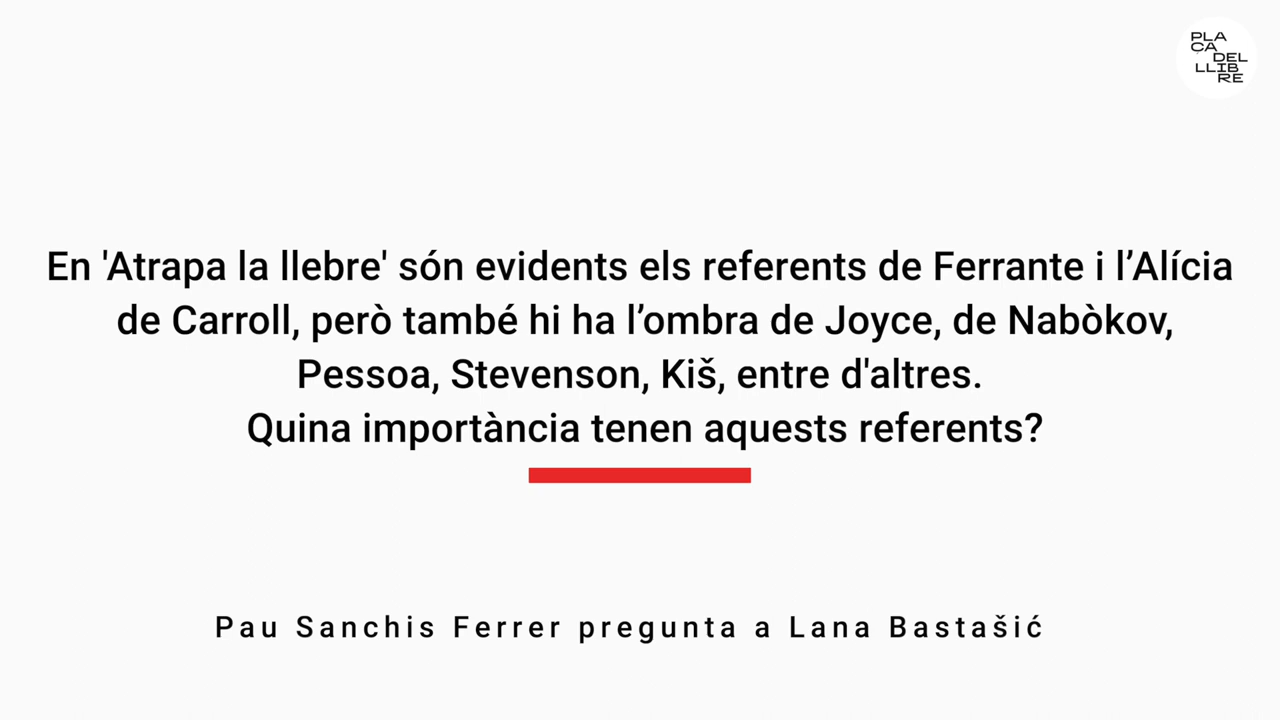 PLA
ÇA
DEL
LLIB
RE
En 'Atrapa la llebre' són evidents els referents de Ferrante i l’Alícia
de Carroll, però també hi ha l’ombra de Joyce, de Nabòkov,
Pessoa, Stevenson, Kiš, entre d'altres.
Quina importància tenen aquests referents?
Pau Sanchis Ferrer pregunta a Lana Bastašić